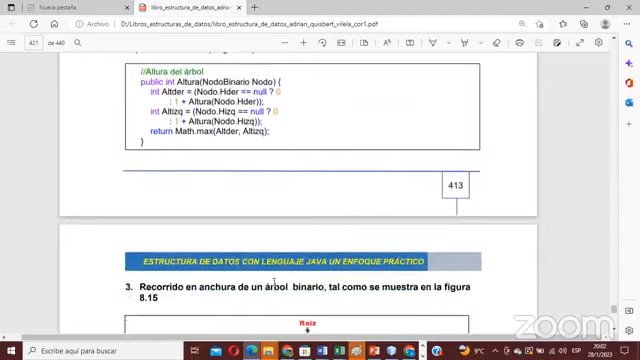 Nueva pestaña
libro_estructura_de_datos_adrian
Archivo
D:/Libros_estructuras_de_datos/libro_estructura_de_datos_adrian_quisbert_vilela_cor1.pdf
421
de 440
//Altura del árbol
public int Altura(NodoBinario Nodo) {
int Altder = (Nodo.Hder == null ? 0
: 1 + Altura(Nodo.Hder));
int Altizq = (Nodo.Hizq == null ? 0
: 1 + Altura(Nodo.Hizq));
return Math.max(Altder, Altizq);
}
413
ESTRUCTURA DE DATOS CON LENGUAJE JAVA UN ENFOQUE PRÁCTICO
3. Recorrido en anchura de un árbol binario, tal como se muestra en la figura
8.15
Raíz
zoom
Escribe aquí para buscar
9°C
ESP
20:02
28/1/2023